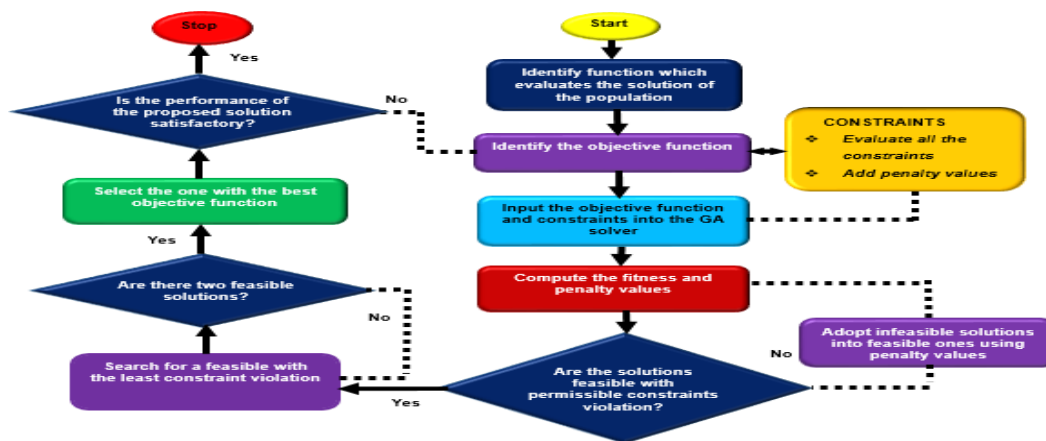 Start
Identify function which
evaluates the solution of
the population
Identify the objective function
CONSTRAINTS
❖ Evaluate all the
constraints
❖ Add penalty values
Input the objective function
and constraints into the GA
solver
Compute the fitness and
penalty values
Adopt infeasible solutions
into feasible ones using
penalty values
No
Are the solutions
feasible with
permissible constraints
violation?
Yes
Search for a feasible with
the least constraint violation
No
Are there two feasible
solutions?
Yes
Select the one with the best
objective function
Is the performance of
the proposed solution
satisfactory?
No
Yes
Stop